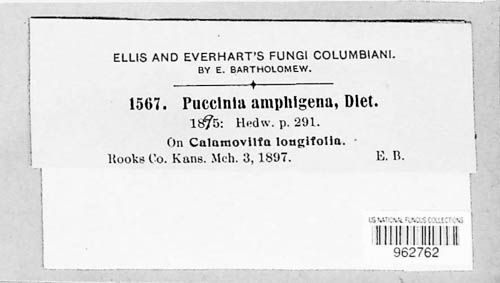 ELLIS AND EVERHART'S FUNGI COLUMBIANI.
BY E. BARTHOLOMEW.
1567. Puccinia amphigena, Diet.
1895: Hedw. p. 291.
On Calamovilfa longifolia.
Rooks Co. Kans. Mch. 3, 1897. E. B.
US NATIONAL FUNGUS COLLECTIONS
962762